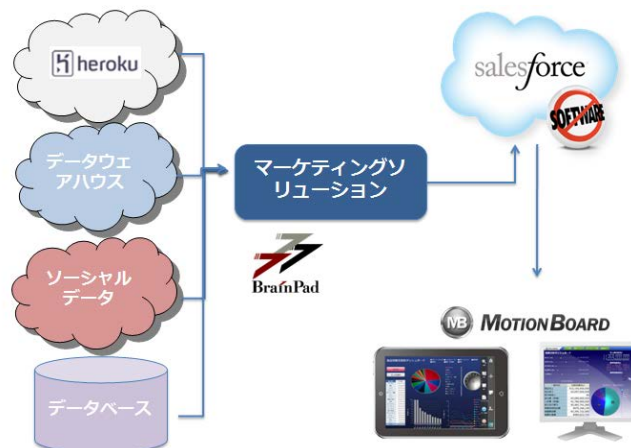 heroku
データウェ
アハウス
ソーシャル
データ
データベース
マーケティングソ
リューション
BrainPad
salesforce
SOFTWARE
MB MOTIONBOARD